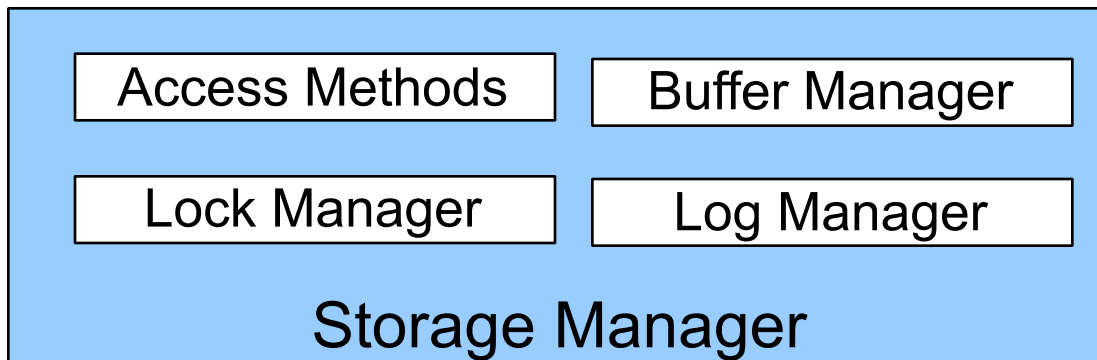 Access Methods
Buffer Manager
Lock Manager
Log Manager
Storage Manager